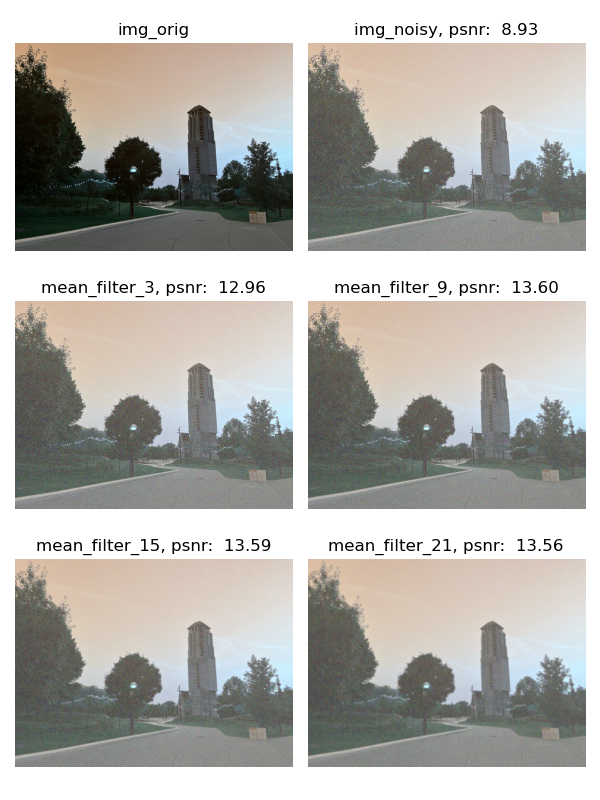 img_orig
img_noisy, psnr:  8.93
mean_filter_3, psnr:  12.96
mean_filter_9, psnr:  13.60
mean_filter_15, psnr:  13.59
mean_filter_21, psnr:  13.56